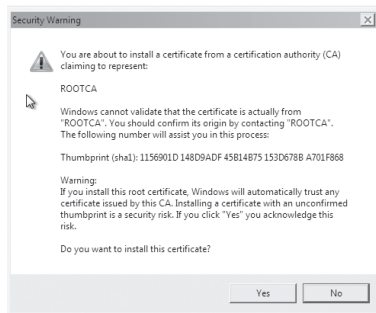 Security Warning
You are about to install a certificate from a certification authority (CA)
claiming to represent:
ROOTCA
Windows cannot validate that the certificate is actually from
"ROOTCA". You should confirm its origin by contacting "ROOTCA".
The following number will assist you in this process:
Thumbprint (sha1): 1156901D 148D9ADF 45B14B75 153D678B A701F868
Warning:
If you install this root certificate, Windows will automatically trust any
certificate issued by this CA. Installing a certificate with an unconfirmed
thumbprint is a security risk. If you click "Yes" you acknowledge this
risk.
Do you want to install this certificate?
Yes No